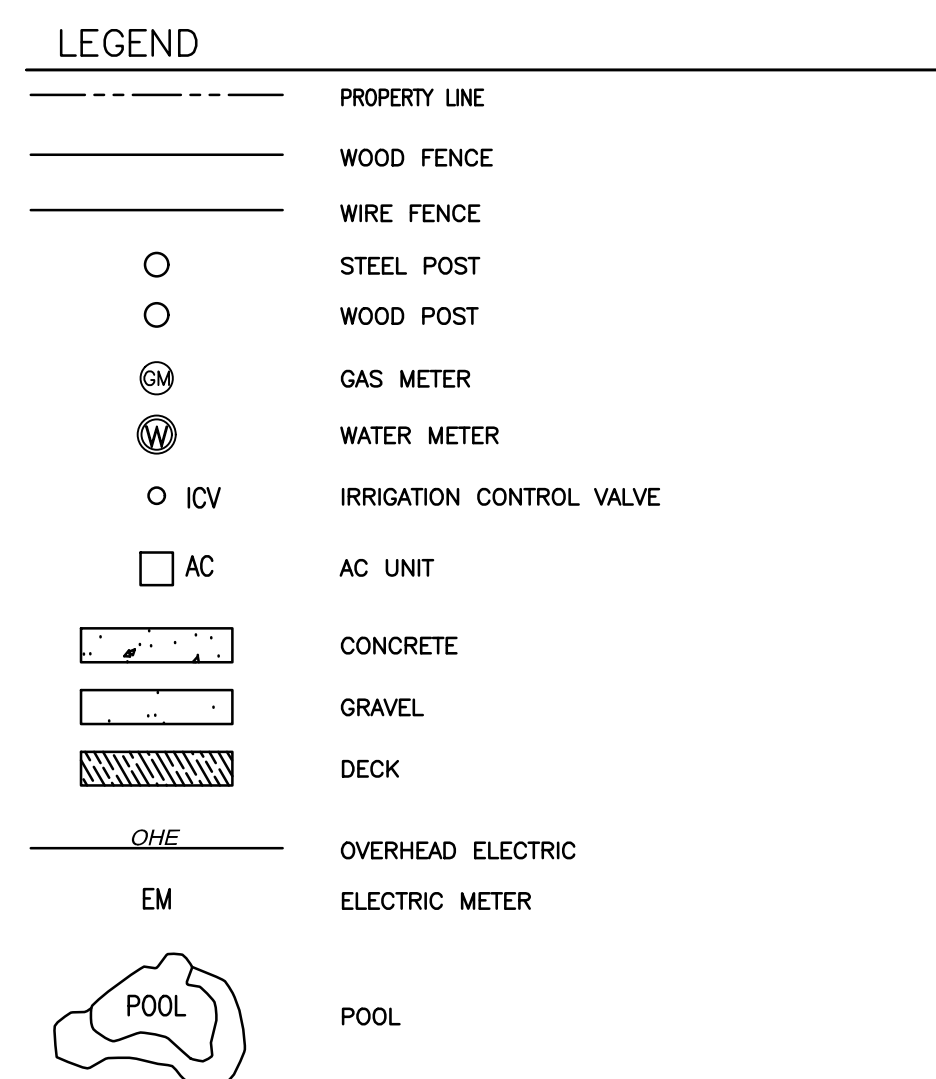 LEGEND
PROPERTY LINE
WOOD FENCE
WIRE FENCE
STEEL POST
WOOD POST
GM GAS METER
W WATER METER
ICV IRRIGATION CONTROL VALVE
AC AC UNIT
CONCRETE
GRAVEL
DECK
OHE OVERHEAD ELECTRIC
EM ELECTRIC METER
POOL POOL